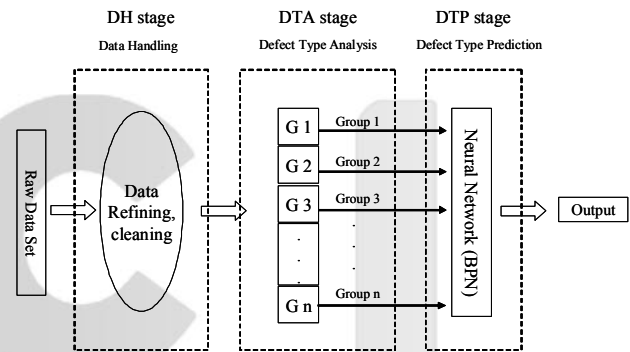 DH stage
Data Handling
DTA stage
Defect Type Analysis
DTP stage
Defect Type Prediction
Raw Data Set
Data
Refining,
cleaning
G 1
Group 1
G 2
Group 2
G 3
Group 3
.
.
.
.
.
.
G n
Group n
Neural Network (BPN)
Output